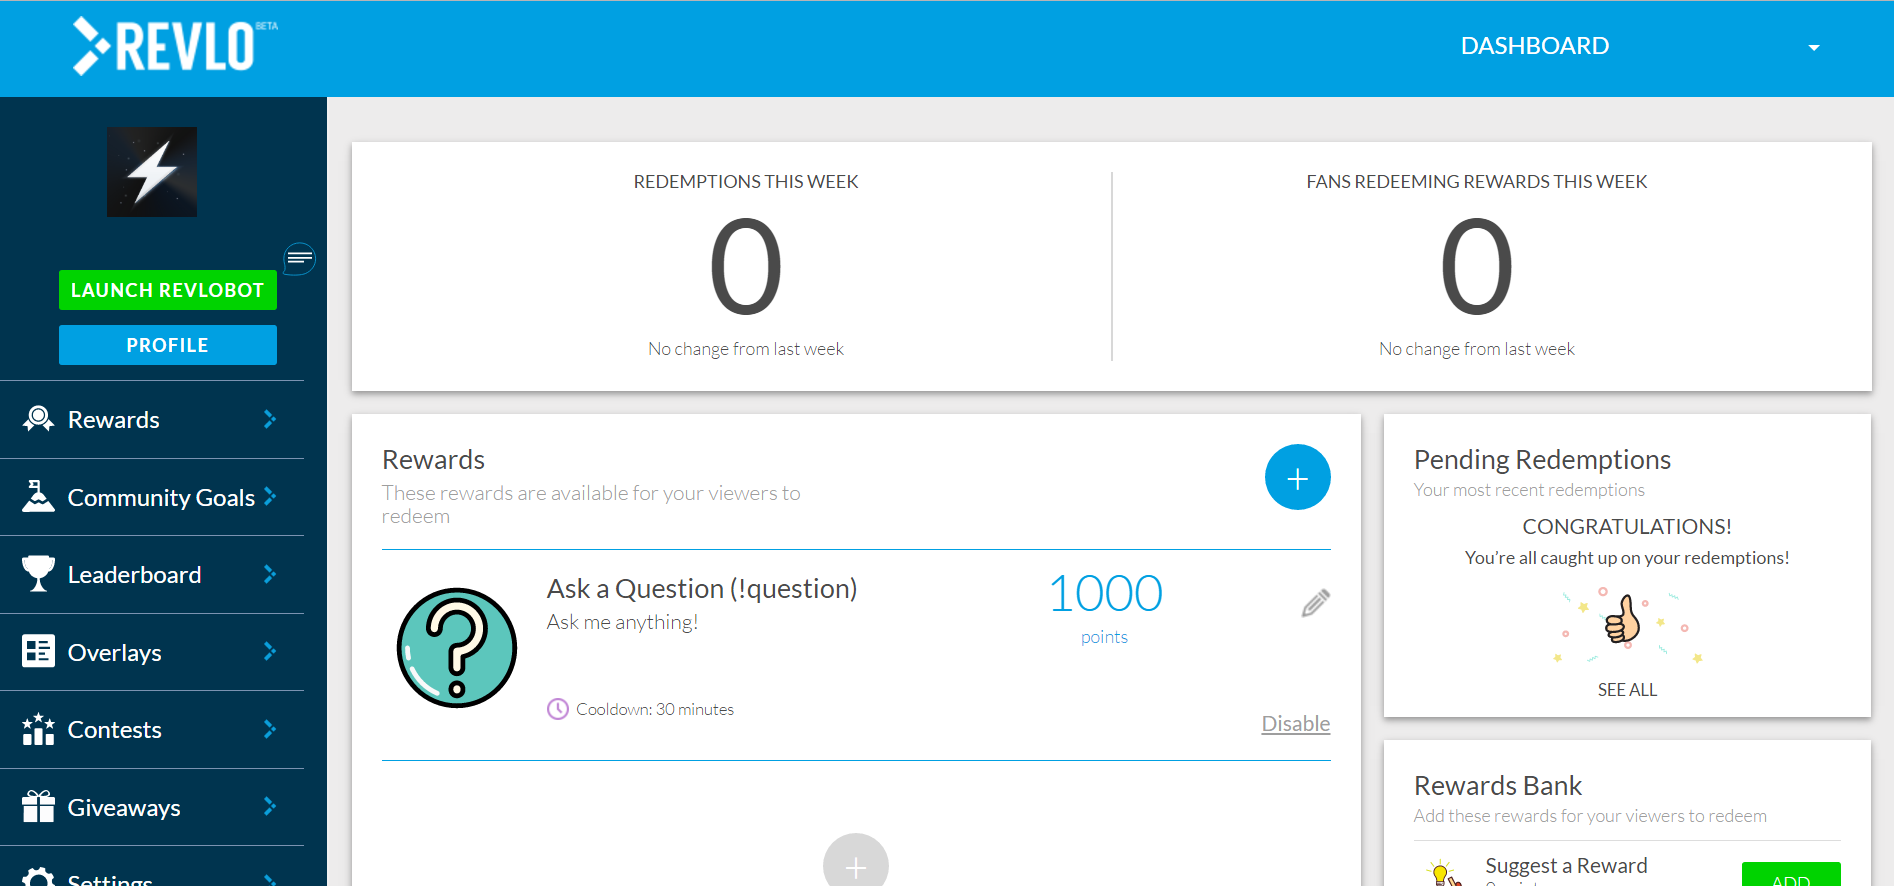 REVLO BETA
DASHBOARD
LAUNCH REVLOBOT
PROFILE
Rewards
Community Goals
Leaderboard
Overlays
Contests
Giveaways
Settings
REDEMPTIONS THIS WEEK
0
No change from last week
FANS REDEEMING REWARDS THIS WEEK
0
No change from last week
Rewards
These rewards are available for your viewers to
redeem
Ask a Question (!question)
Ask me anything!
1000
points
Cooldown: 30 minutes
Disable
Pending Redemptions
Your most recent redemptions
CONGRATULATIONS!
You're all caught up on your redemptions!
SEE ALL
Rewards Bank
Add these rewards for your viewers to redeem
Suggest a Reward
ADD